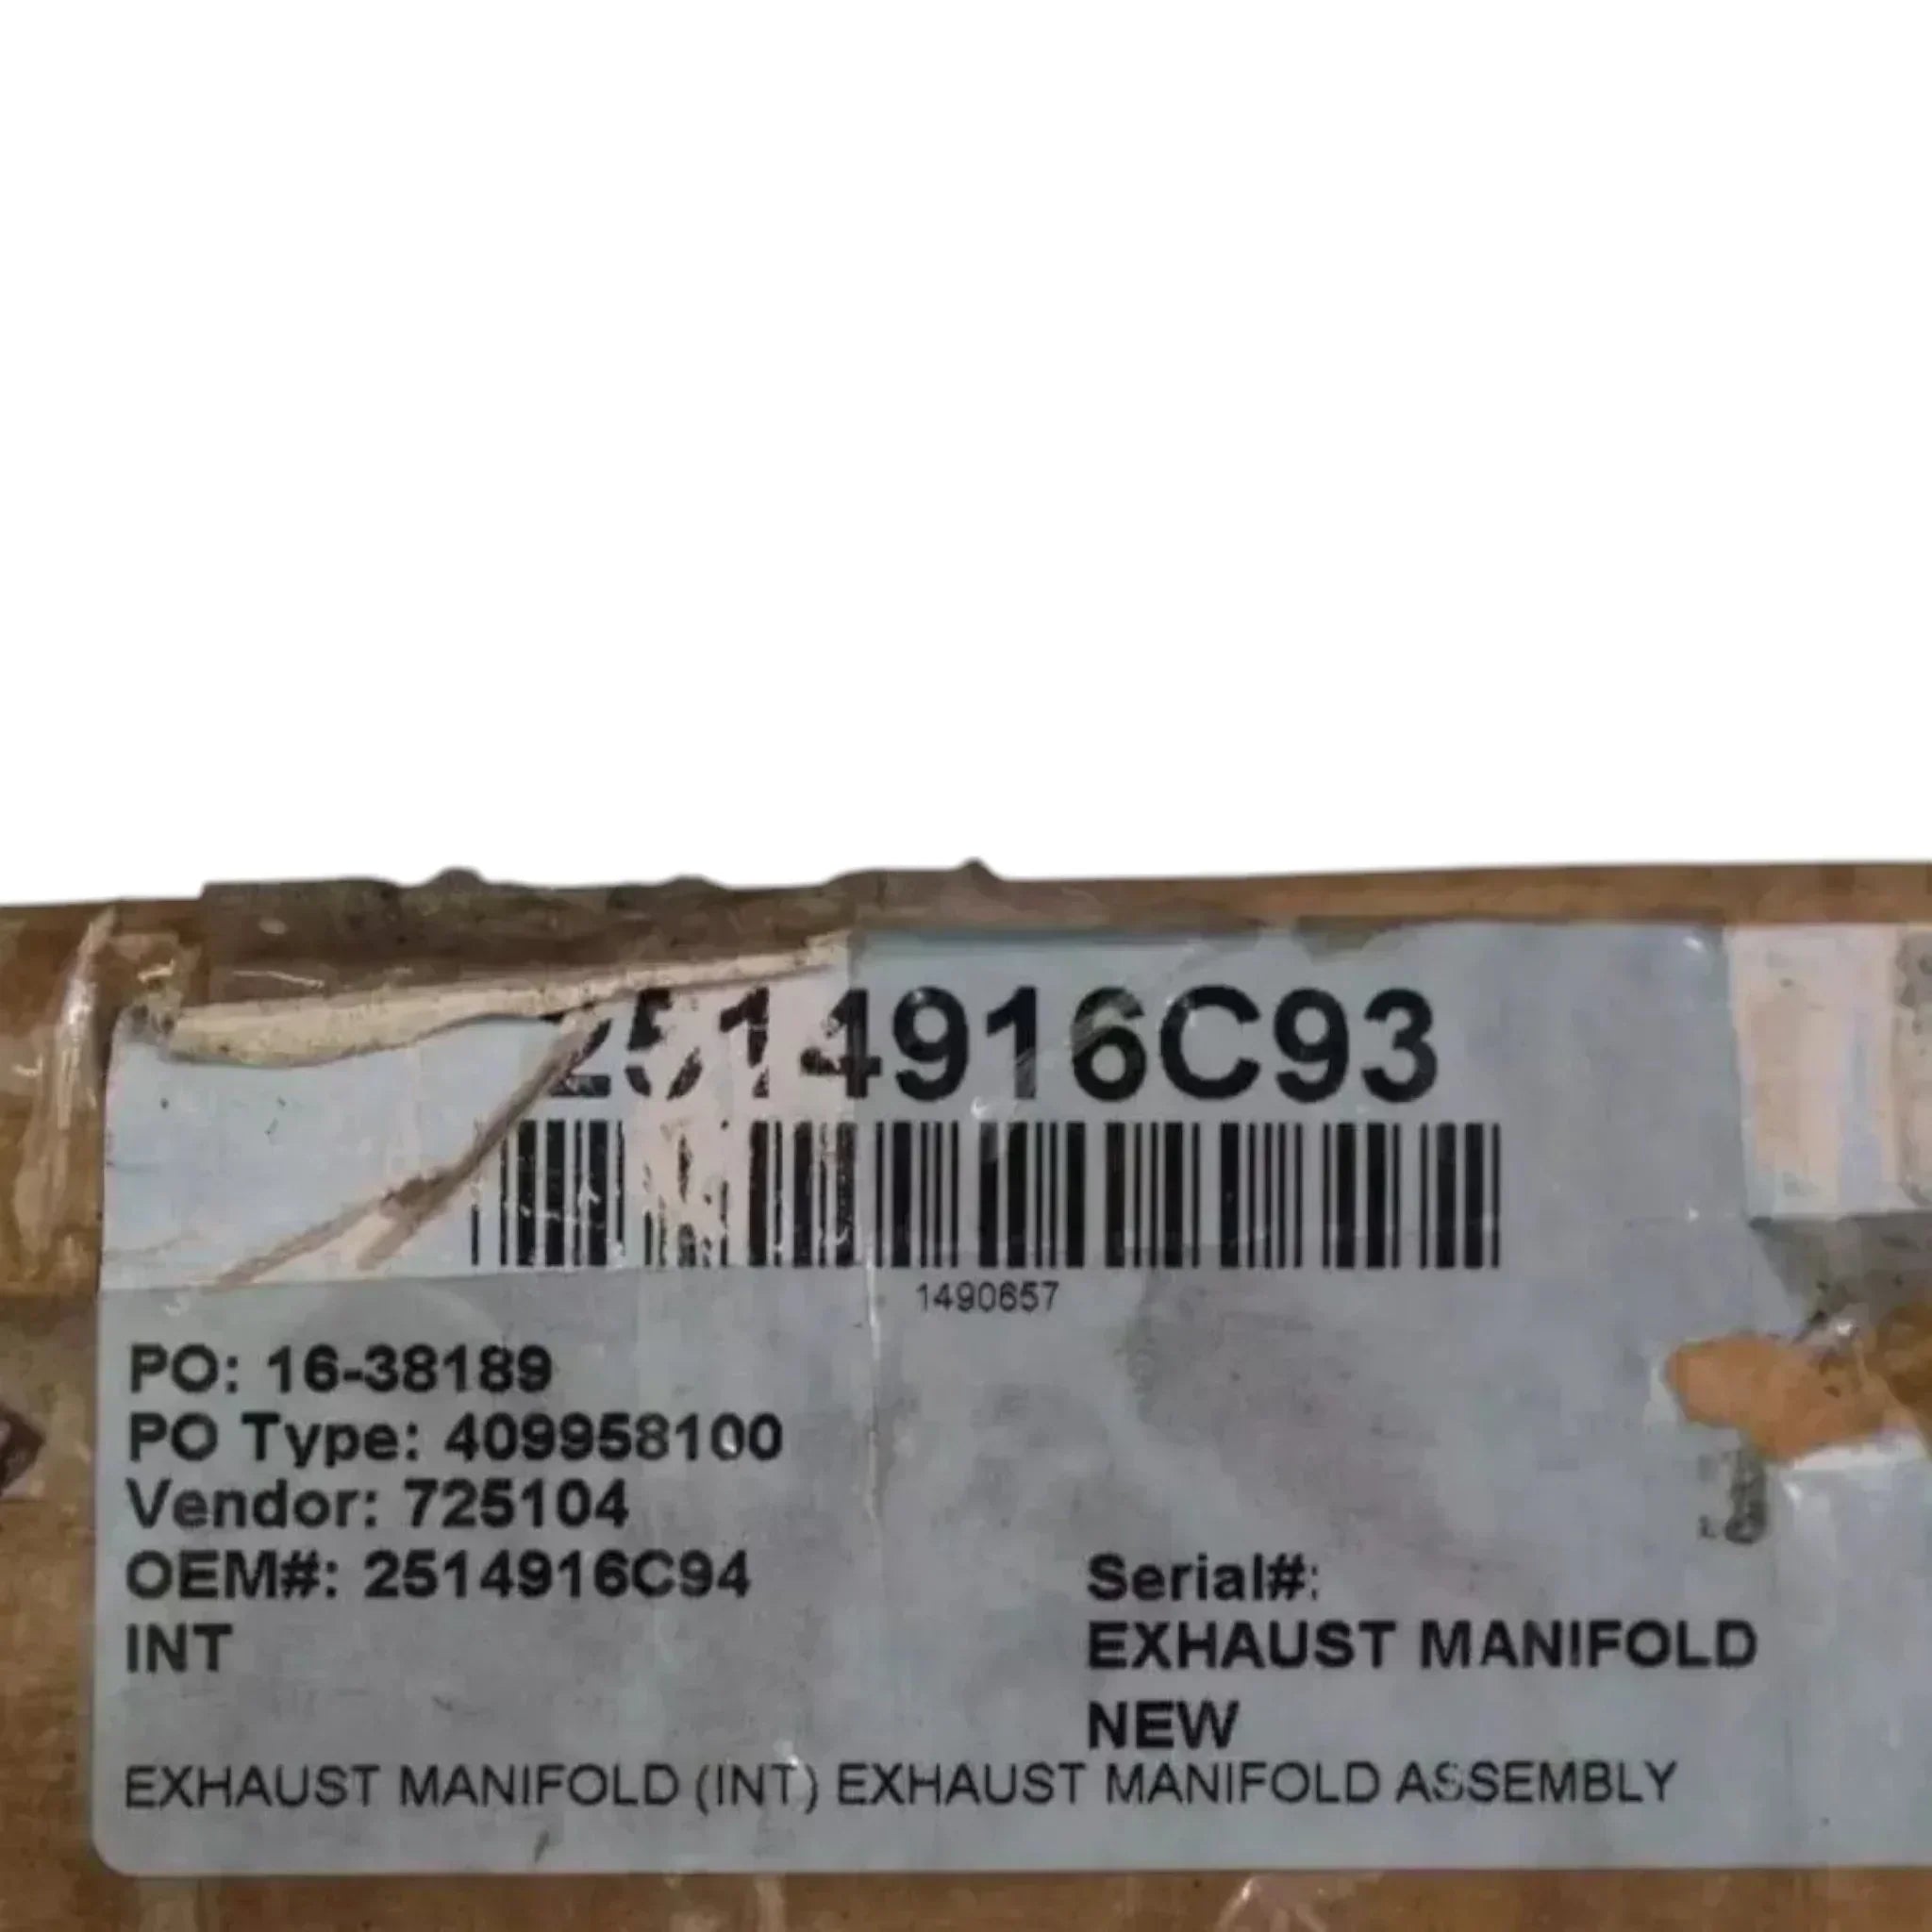 2514916C93
1490657
PO: 16-38189
PO Type: 409958100
Vendor: 725104
OEM#: 2514916C94
Serial#:
INT
EXHAUST MANIFOLD
NEW
EXHAUST MANIFOLD (INT) EXHAUST MANIFOLD ASSEMBLY